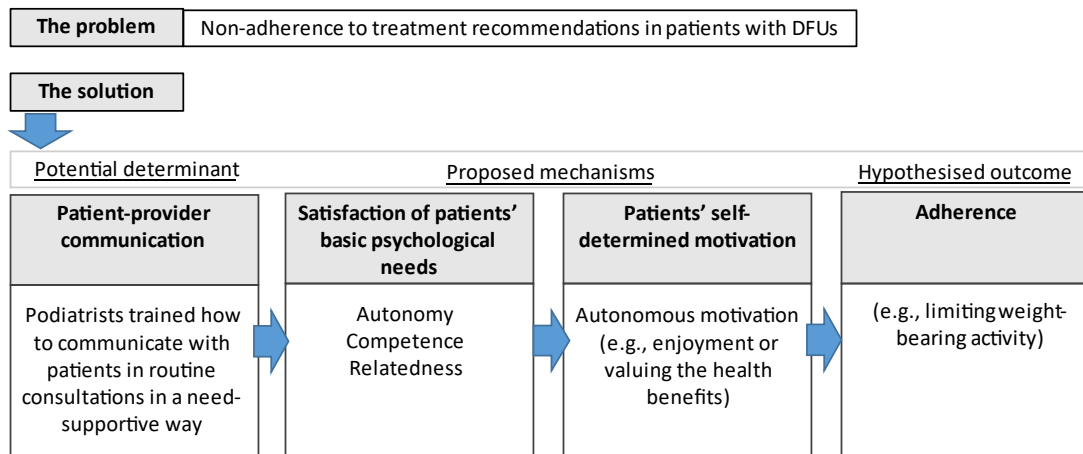 The problem
Non-adherence to treatment recommendations in patients with DFUs
The solution
Potential determinant
Proposed mechanisms
Hypothesised outcome
Patient-provider
communication
Podiatrists trained how
to communicate with
patients in routine
consultations in a need-
supportive way
Satisfaction of patients’
basic psychological
needs
Autonomy
Competence
Relatedness
Patients’ self-
determined motivation
Autonomous motivation
(e.g., enjoyment or
valuing the health
benefits)
Adherence
(e.g., limiting weight-
bearing activity)